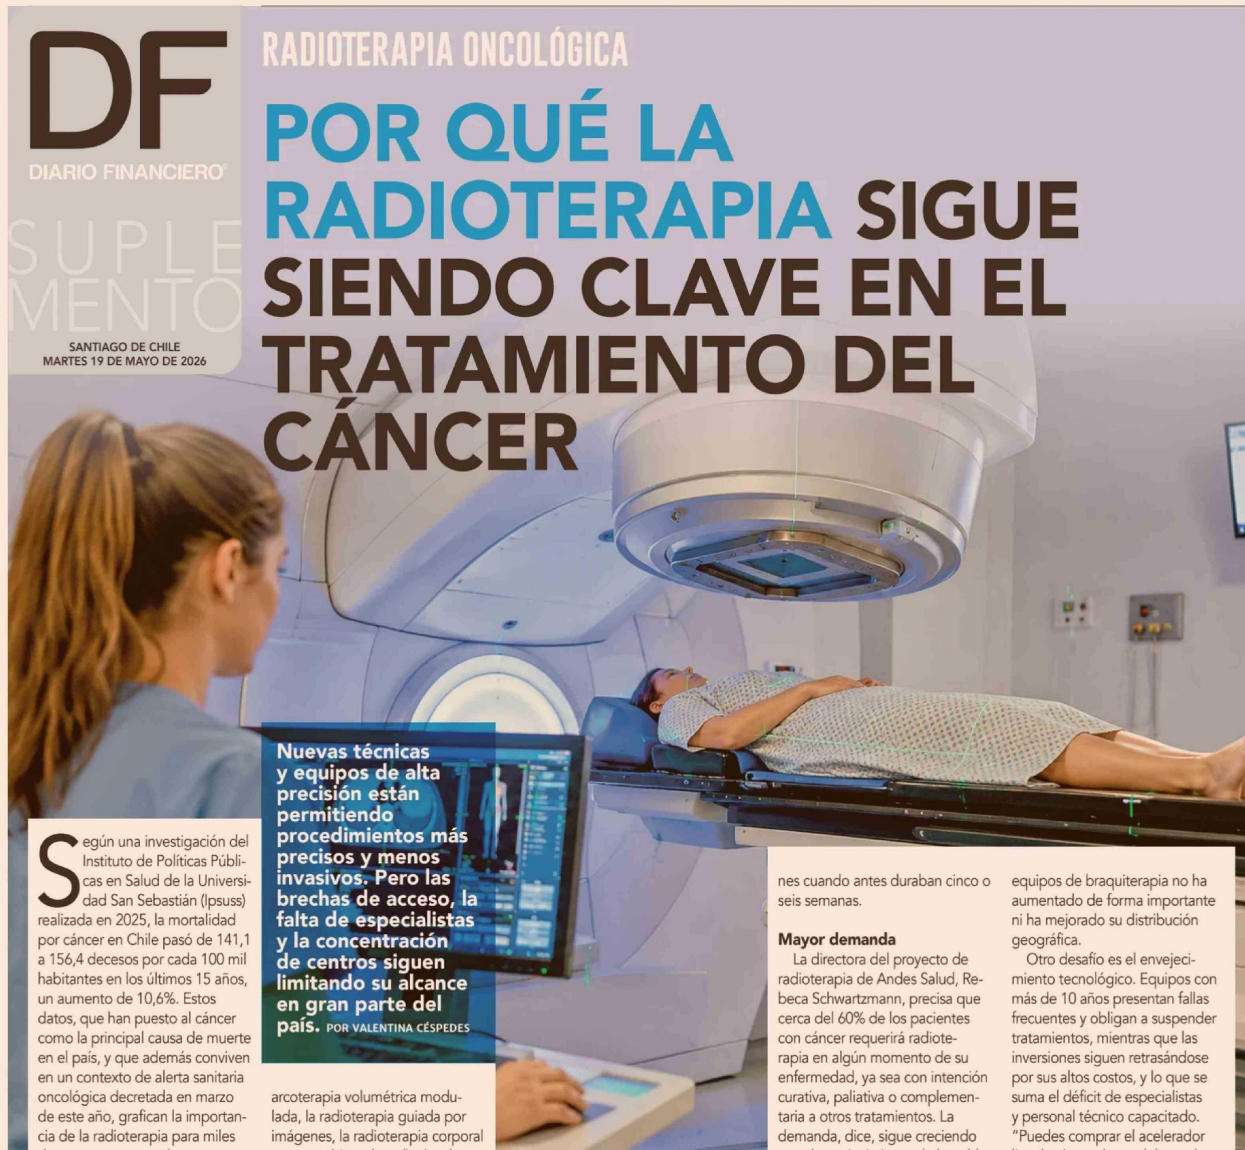 DF
DIARIO FINANCIERO®
SUPLE
MENTO
SANTIAGO DE CHILE
MARTES 19 DE MAYO DE 2026
RADIOTERAPIA ONCOLÓGICA
POR QUÉ LA
RADIOTERAPIA SIGUE
SIENDO CLAVE EN EL
TRATAMIENTO DEL
CÁNCER
Nuevas técnicas
y equipos de alta
precisión están
permitiendo
procedimientos más
precisos y menos
invasivos. Pero las
brechas de acceso, la
falta de especialistas
y la concentración
de centros siguen
limitando su alcance
en gran parte del
país. POR VALENTINA CÉSPEDES
Según una investigación del
Instituto de Políticas Públi-
cas en Salud de la Universi-
dad San Sebastián (Ipsuss)
realizada en 2025, la mortalidad
por cáncer en Chile pasó de 141,1
a 156,4 decesos por cada 100 mil
habitantes en los últimos 15 años,
un aumento de 10,6%. Estos
datos, que han puesto al cáncer
como la principal causa de muerte
en el país, y que además conviven
en un contexto de alerta sanitaria
oncológica decretada en marzo
de este año, grafican la importan-
cia de la radioterapia para miles
arcoterapia volumétrica modu-
lada, la radioterapia guiada por
imágenes, la radioterapia corporal
nes cuando antes duraban cinco o
seis semanas.
Mayor demanda
La directora del proyecto de
radioterapia de Andes Salud, Re-
beca Schwartzmann, precisa que
cerca del 60% de los pacientes
con cáncer requerirá radiote-
rapia en algún momento de su
enfermedad, ya sea con intención
curativa, paliativa o complemen-
taria a otros tratamientos. La
demanda, dice, sigue creciendo
equipos de braquiterapia no ha
aumentado de forma importante
ni ha mejorado su distribución
geográfica.
Otro desafío es el envejeci-
miento tecnológico. Equipos con
más de 10 años presentan fallas
frecuentes y obligan a suspender
tratamientos, mientras que las
inversiones siguen retrasándose
por sus altos costos, y lo que se
suma el déficit de especialistas
y personal técnico capacitado.
"Puedes comprar el acelerador